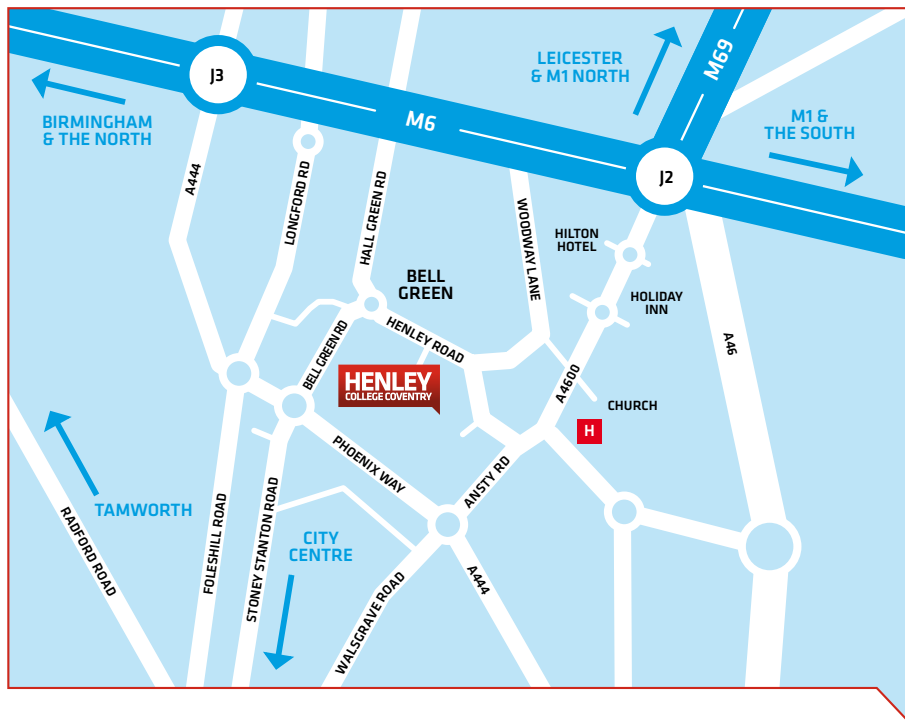 J3
M6
M69
LEICESTER
& M1 NORTH
M1 &
THE SOUTH
BIRMINGHAM
& THE NORTH
J2
A444
LONGFORD RD
HALL GREEN RD
WOODWAY LANE
HILTON
HOTEL
BELL
GREEN
HOLIDAY
INN
HENLEY ROAD
BELL GREEN RD
A46
HENLEY
COLLEGE COVENTRY
A4600
CHURCH
H
PHOENIX WAY
ANSTY RD
TAMWORTH
RADFORD ROAD
FOLESHILL ROAD
STONEY STANTON ROAD
CITY
CENTRE
WALSGRAVE ROAD
A444